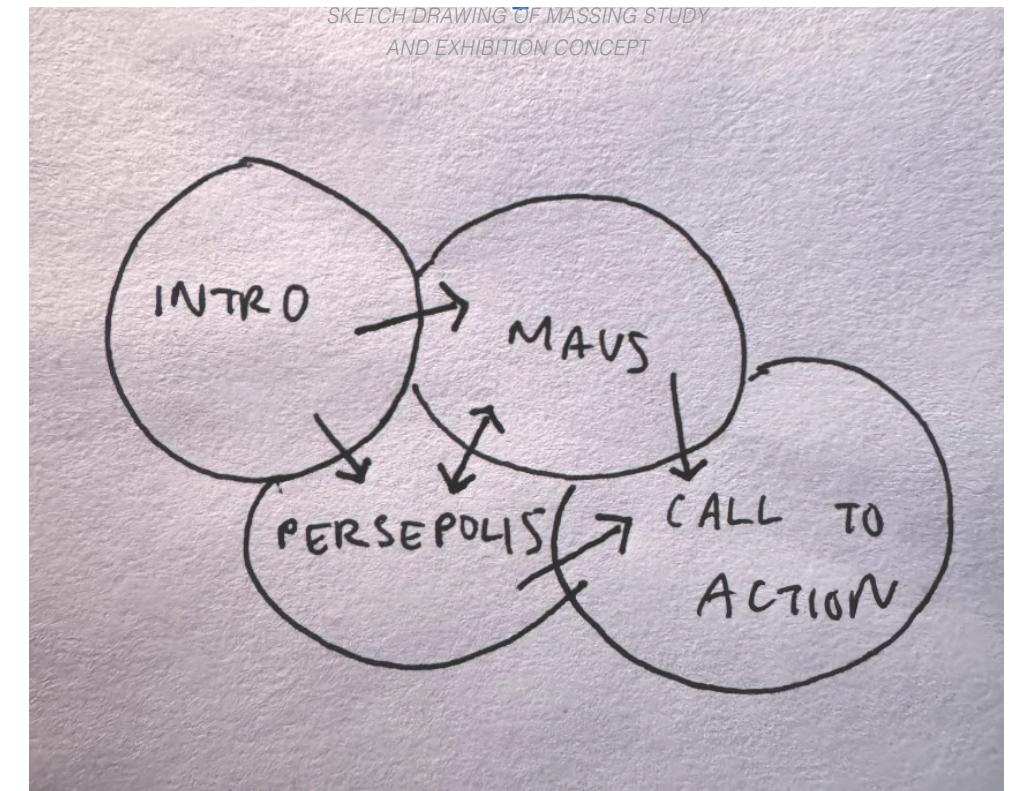 SKETCH DRAWING OF MASSING STUDY
AND EXHIBITION CONCEPT
INTRO
MAUS
PERSEPOLIS
CALL TO
ACTION